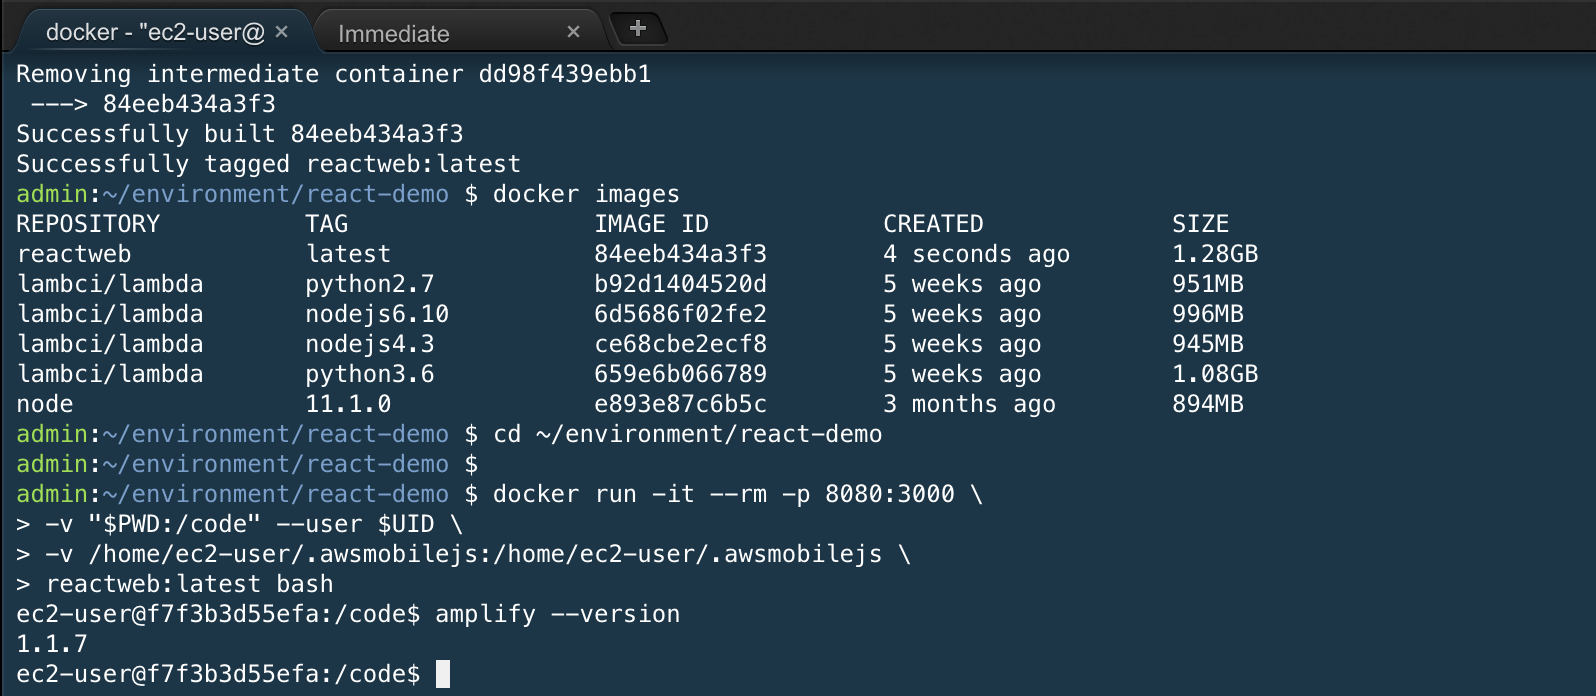 docker - "ec2-user@ ×
Immediate ×
+
Removing intermediate container dd98f439ebb1
 ---> 84eeb434a3f3
Successfully built 84eeb434a3f3
Successfully tagged reactweb:latest
admin:~/environment/react-demo $ docker images
REPOSITORY          TAG                 IMAGE ID            CREATED             SIZE
reactweb            latest              84eeb434a3f3        4 seconds ago       1.28GB
lambci/lambda       python2.7           b92d1404520d        5 weeks ago         951MB
lambci/lambda       nodejs6.10          6d5686f02fe2        5 weeks ago         996MB
lambci/lambda       nodejs4.3           ce68cbe2ecf8        5 weeks ago         945MB
lambci/lambda       python3.6           659e6b066789        5 weeks ago         1.08GB
node                11.1.0              e893e87c6b5c        3 months ago        894MB
admin:~/environment/react-demo $ cd ~/environment/react-demo
admin:~/environment/react-demo $
admin:~/environment/react-demo $ docker run -it --rm -p 8080:3000 \
> -v "$PWD:/code" --user $UID \
> -v /home/ec2-user/.awsmobilejs:/home/ec2-user/.awsmobilejs \
> reactweb:latest bash
ec2-user@f7f3b3d55efa:/code$ amplify --version
1.1.7
ec2-user@f7f3b3d55efa:/code$